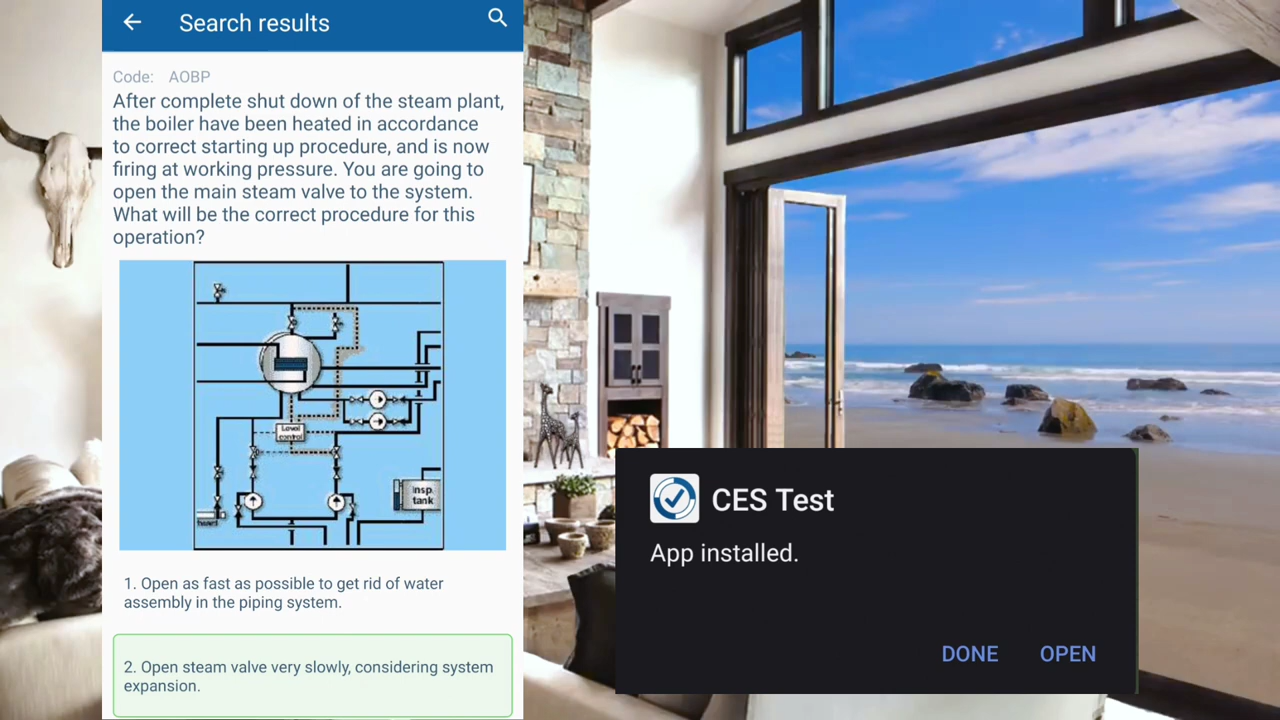 Search results
Code: AOBP
After complete shut down of the steam plant,
the boiler have been heated in accordance
to correct starting up procedure, and is now
firing at working pressure. You are going to
open the main steam valve to the system.
What will be the correct procedure for this
operation?
Level
control
Insp.
tank
1. Open as fast as possible to get rid of water
assembly in the piping system.
2. Open steam valve very slowly, considering system
expansion.
CES Test
App installed.
DONE
OPEN